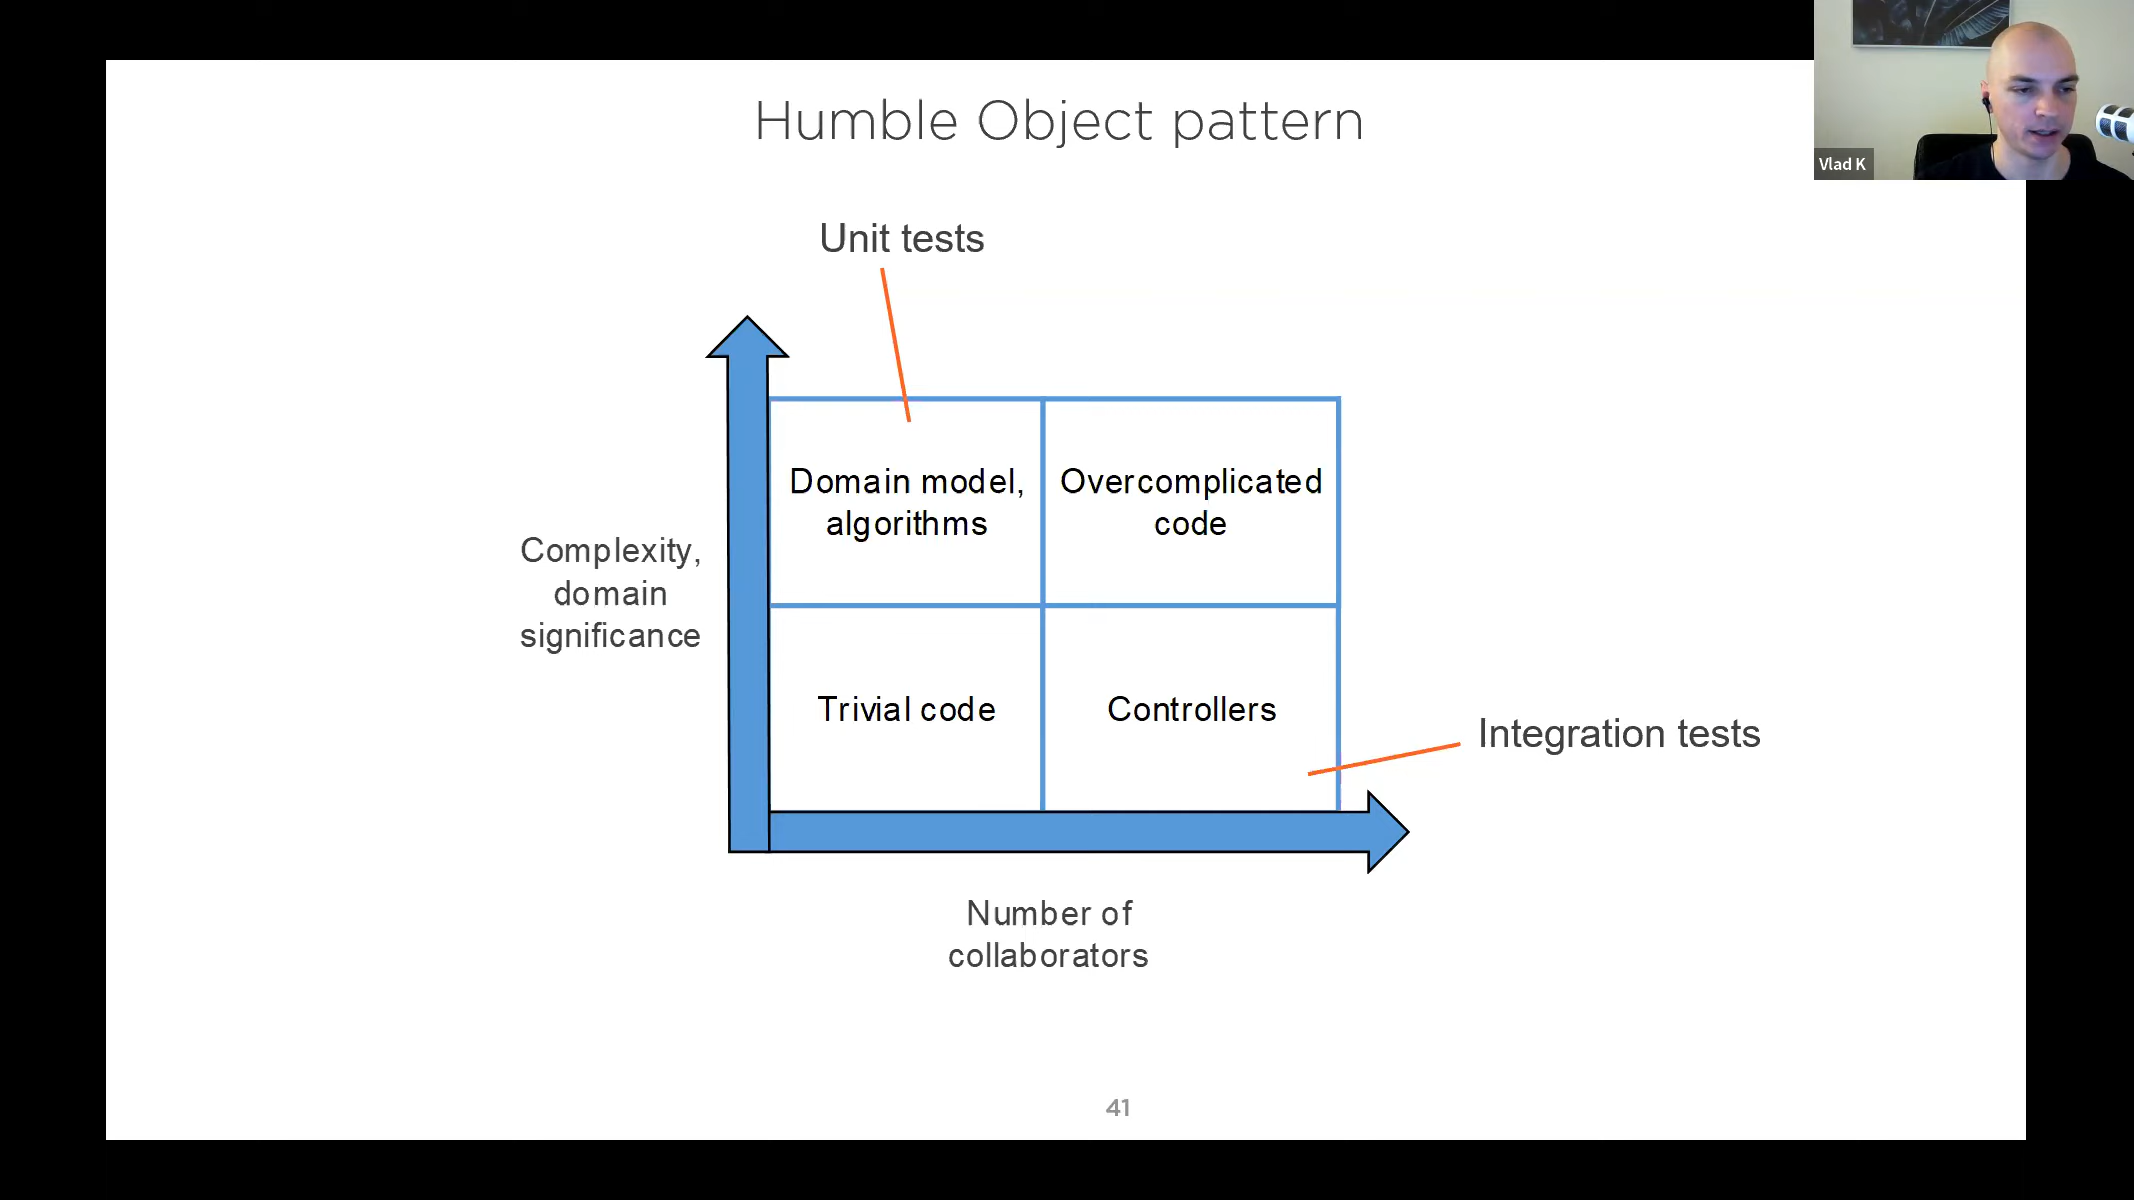 Humble Object pattern
Vlad K
Unit tests
Domain model,
algorithms
Overcomplicated
code
Complexity,
domain
significance
Trivial code
Controllers
Integration tests
Number of
collaborators
41